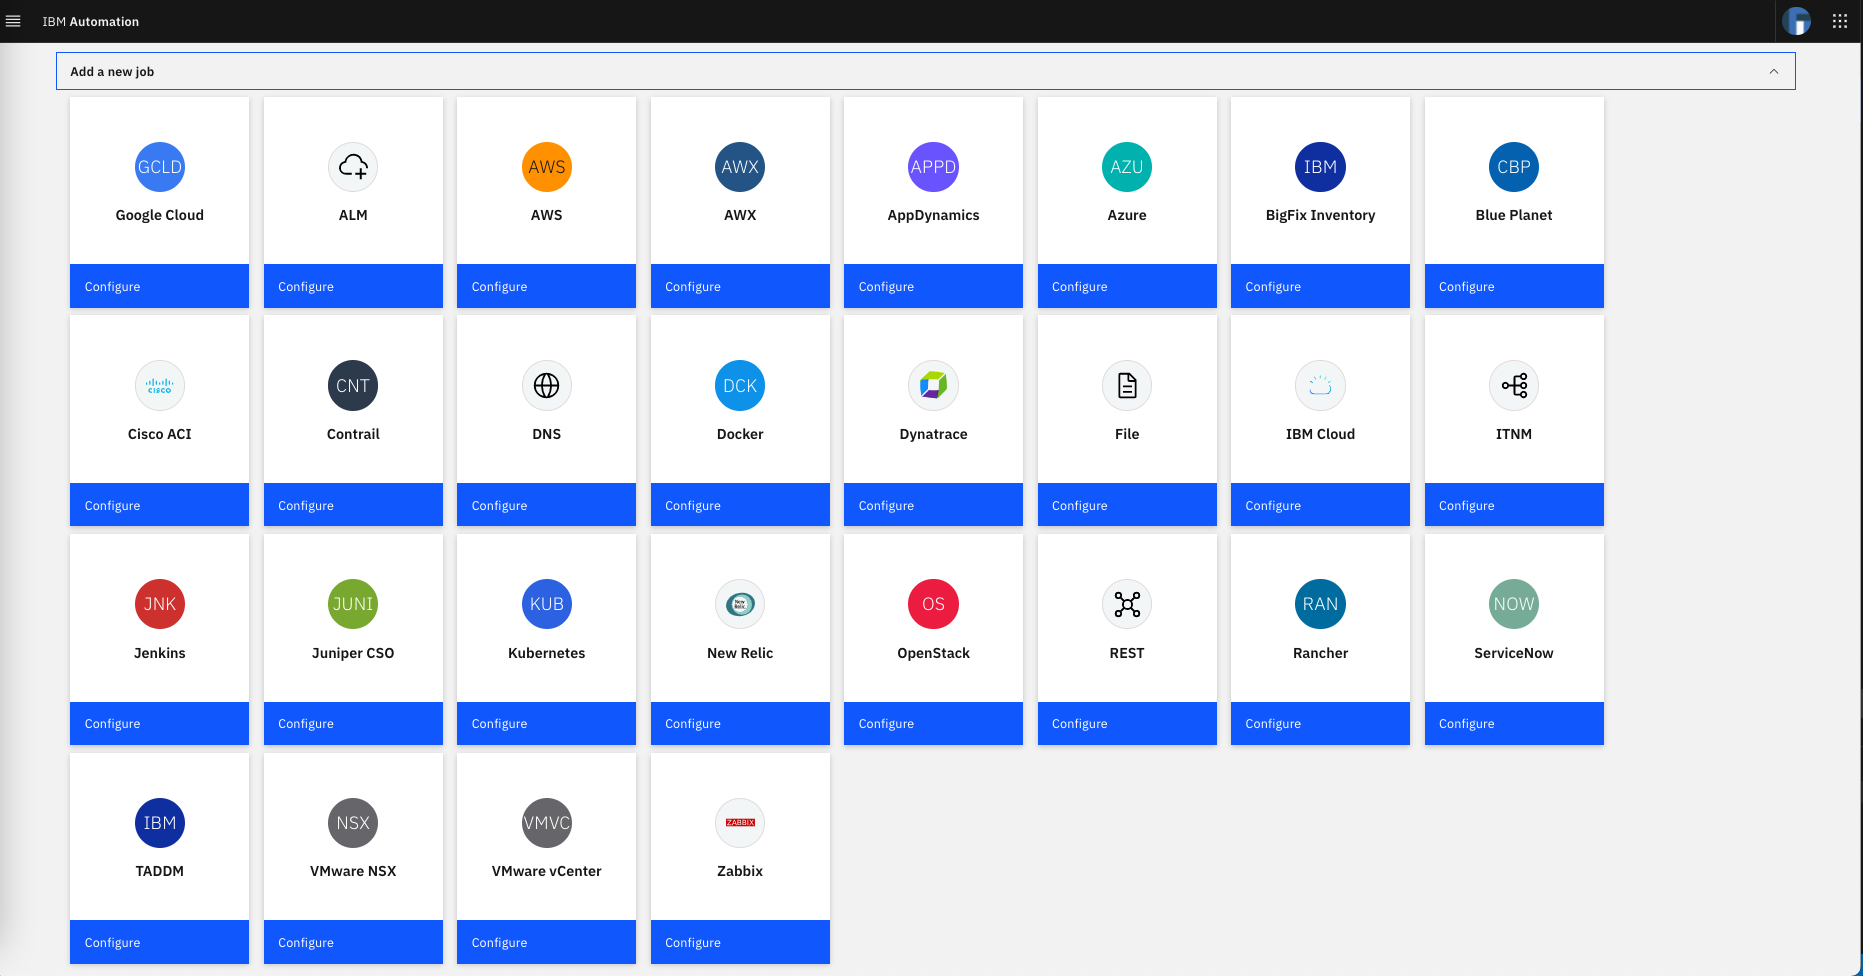 IBM Automation
Add a new job
GCLD
AWS
AWX
APPD
AZU
IBM
CBP
Google Cloud
ALM
AWS
AWX
AppDynamics
Azure
BigFix Inventory
Blue Planet
Configure
Configure
Configure
Configure
Configure
Configure
Configure
Configure
CISCO
CNT
DCK
Cisco ACI
Contrail
DNS
Docker
Dynatrace
File
IBM Cloud
ITNM
Configure
Configure
Configure
Configure
Configure
Configure
Configure
Configure
JNK
JUNI
KUB
New Relic
OS
RAN
NOW
Jenkins
Juniper CSO
Kubernetes
New Relic
OpenStack
REST
Rancher
ServiceNow
Configure
Configure
Configure
Configure
Configure
Configure
Configure
Configure
IBM
NSX
VMVC
ZABBIX
TADDM
VMware NSX
VMware vCenter
Zabbix
Configure
Configure
Configure
Configure